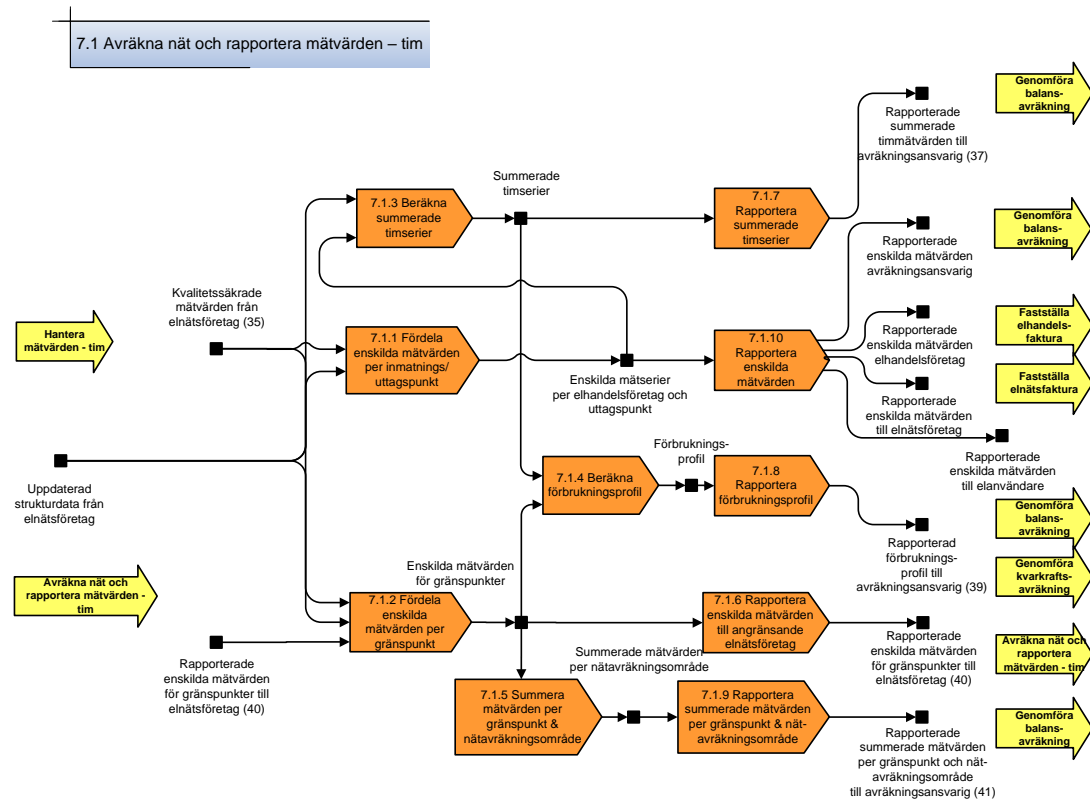 7.1 Avräkna nät och rapportera mätvärden – tim
Genomföra
balans-
avräkning
Rapporterade
summerade
timmätvärden till
avräkningsansvarig (37)
Summerade
timserier
7.1.3 Beräkna
summerade
timserier
7.1.7
Rapportera
summerade
timserier
Genomföra
balans-
avräkning
Rapporterade
enskilda mätvärden
avräkningsansvarig
Kvalitetssäkrade
mätvärden från
elnätsföretag (35)
Hantera
mätvärden - tim
7.1.1 Fördela
enskilda mätvärden
per inmatnings/
uttagspunkt
7.1.10
Rapportera
enskilda
mätvärden
Rapporterade
enskilda mätvärden
elhandelsföretag
Fastställa
elhandels-
faktura
Enskilda mätserier
per elhandelsföretag och
uttagspunkt
Rapporterade
enskilda mätvärden
till elnätsföretag
Fastställa
elnätsfaktura
Rapporterade
enskilda mätvärden
till elanvändare
Förbruknings-
profil
7.1.4 Beräkna
förbrukningsprofil
7.1.8
Rapportera
förbrukningsprofil
Uppdaterad
strukturdata från
elnätsföretag
Genomföra
balans-
avräkning
Rapporterad
förbruknings-
profil till
avräkningsansvarig (39)
Genomföra
kvarkrafts-
avräkning
Avräkna nät och
rapportera mätvärden -
tim
Enskilda mätvärden
för gränspunkter
7.1.2 Fördela
enskilda
mätvärden per
gränspunkt
7.1.6 Rapportera
enskilda mätvärden
till angränsande
elnätsföretag
Rapporterade
enskilda mätvärden
för gränspunkter till
elnätsföretag (40)
Avräkna nät och
rapportera
mätvärden - tim
Rapporterade
enskilda mätvärden
för gränspunkter till
elnätsföretag (40)
Summerade mätvärden
per nätavräkningsområde
7.1.5 Summera
mätvärden per
gränspunkt &
nätavräkningsområde
7.1.9 Rapportera
summerade mätvärden
per gränspunkt & nät-
avräkningsområde
Rapporterade
summerade mätvärden
per gränspunkt och nät-
avräkningsområde
till avräkningsansvarig (41)
Genomföra
balans-
avräkning